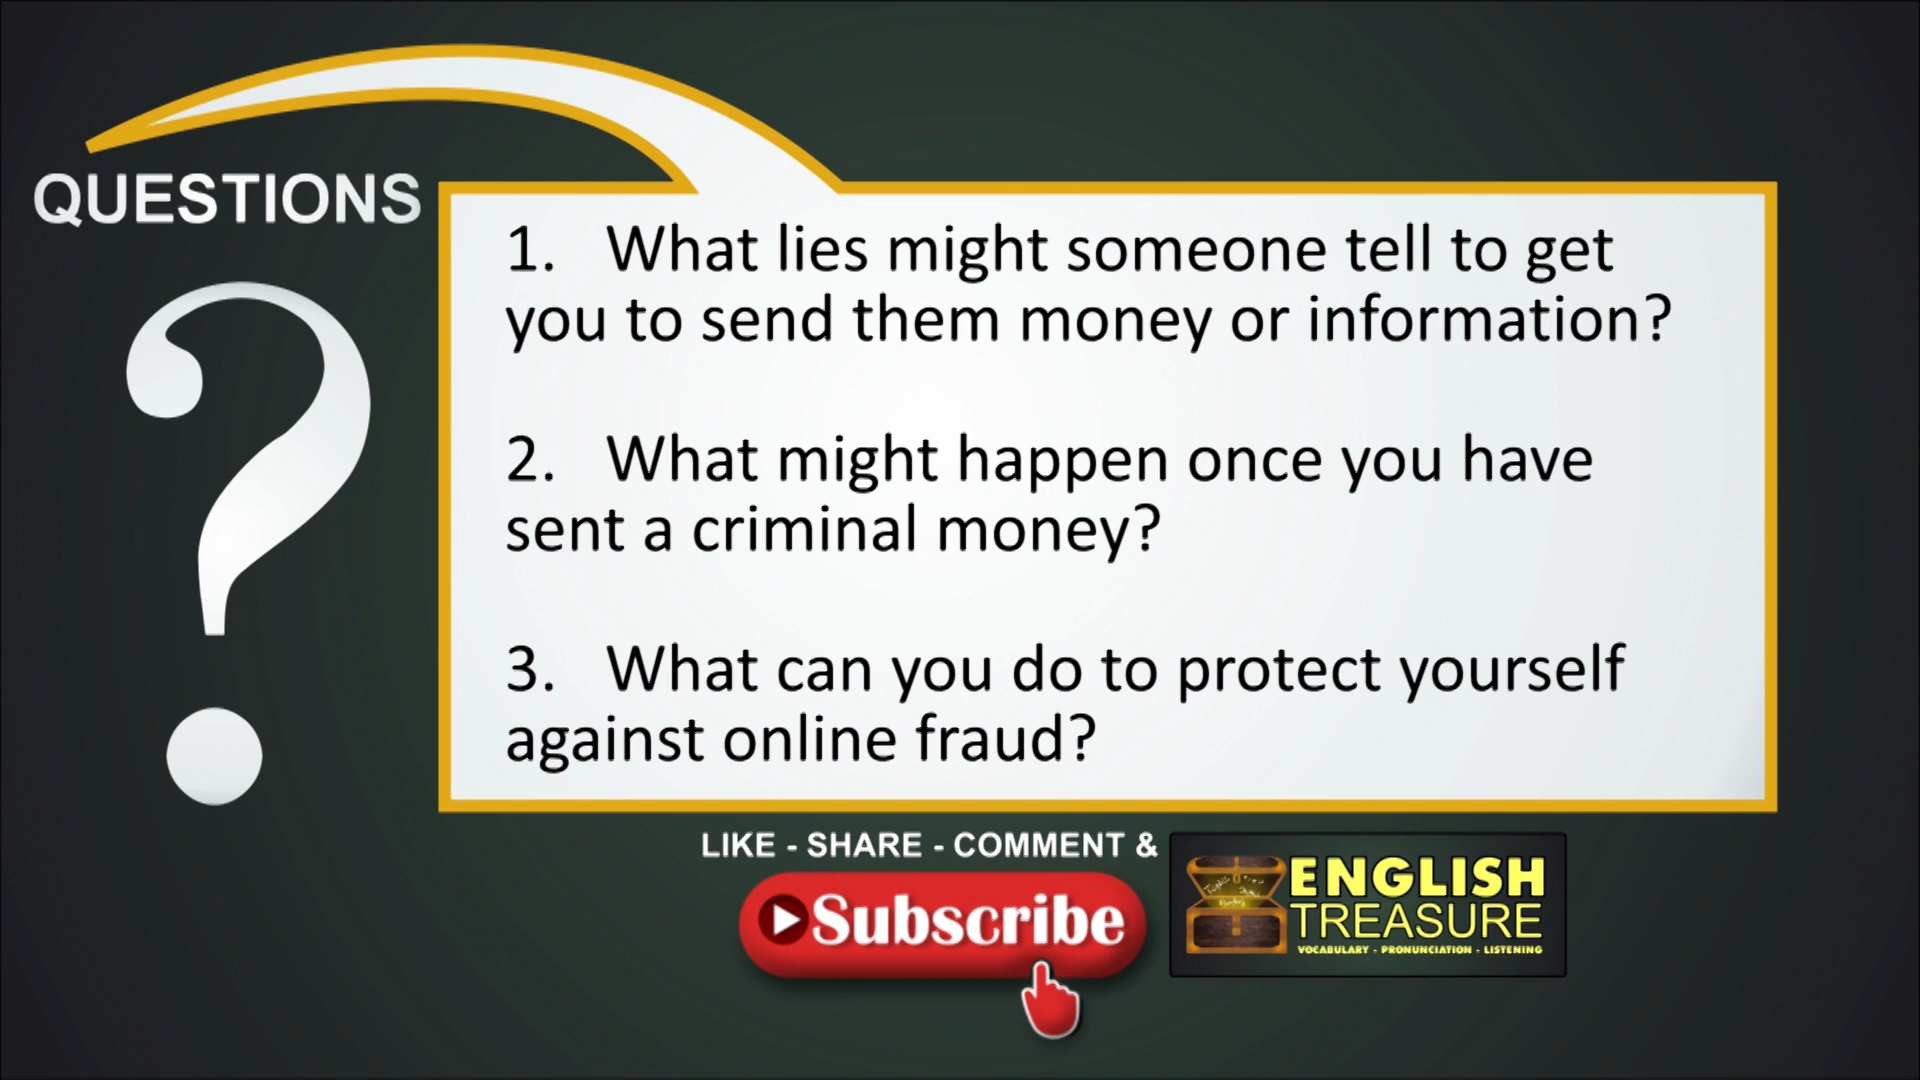 QUESTIONS
?
1. What lies might someone tell to get
you to send them money or information?
2. What might happen once you have
sent a criminal money?
3. What can you do to protect yourself
against online fraud?
LIKE - SHARE - COMMENT &
Subscribe
ENGLISH
TREASURE
VOCABULARY - PRONUNCIATION - LISTENING